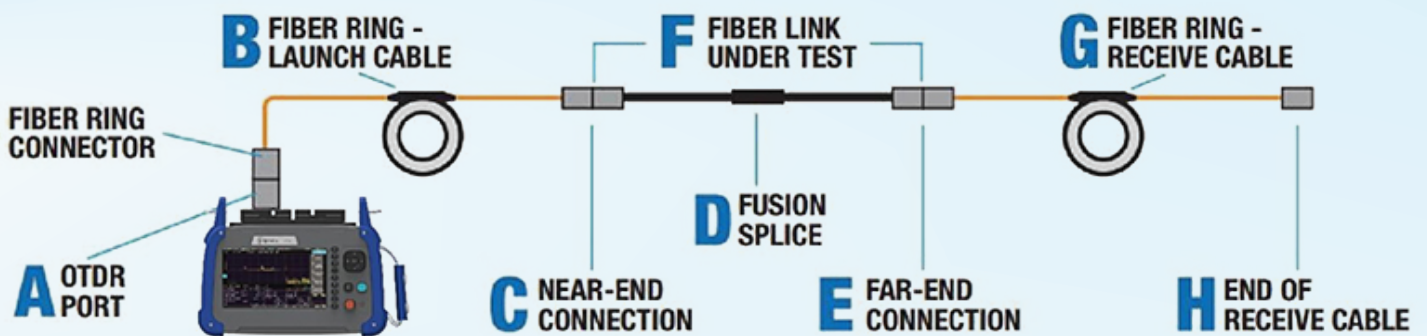 B FIBER RING -
LAUNCH CABLE
F FIBER LINK
UNDER TEST
G FIBER RING -
RECEIVE CABLE
FIBER RING
CONNECTOR
A OTDR
PORT
C NEAR-END
CONNECTION
D FUSION
SPLICE
E FAR-END
CONNECTION
H END OF
RECEIVE CABLE